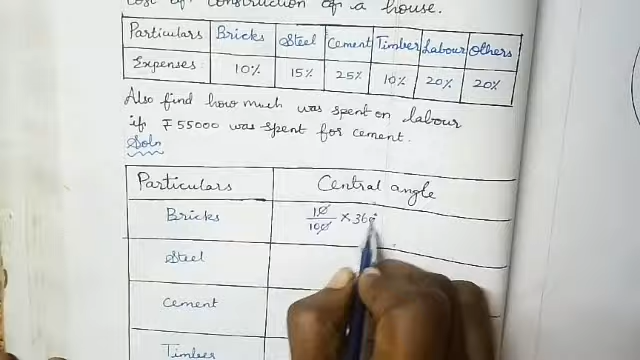 cost of construction of a house.
Particulars Bricks Steel Cement Timber Labour Others
Expenses 10% 15% 25% 10% 20% 20%
Also find how much was spent on labour
if ₹55000 was spent for cement.
Soln
Particulars Central angle
Bricks 10/100 × 360
Steel
Cement
Timber